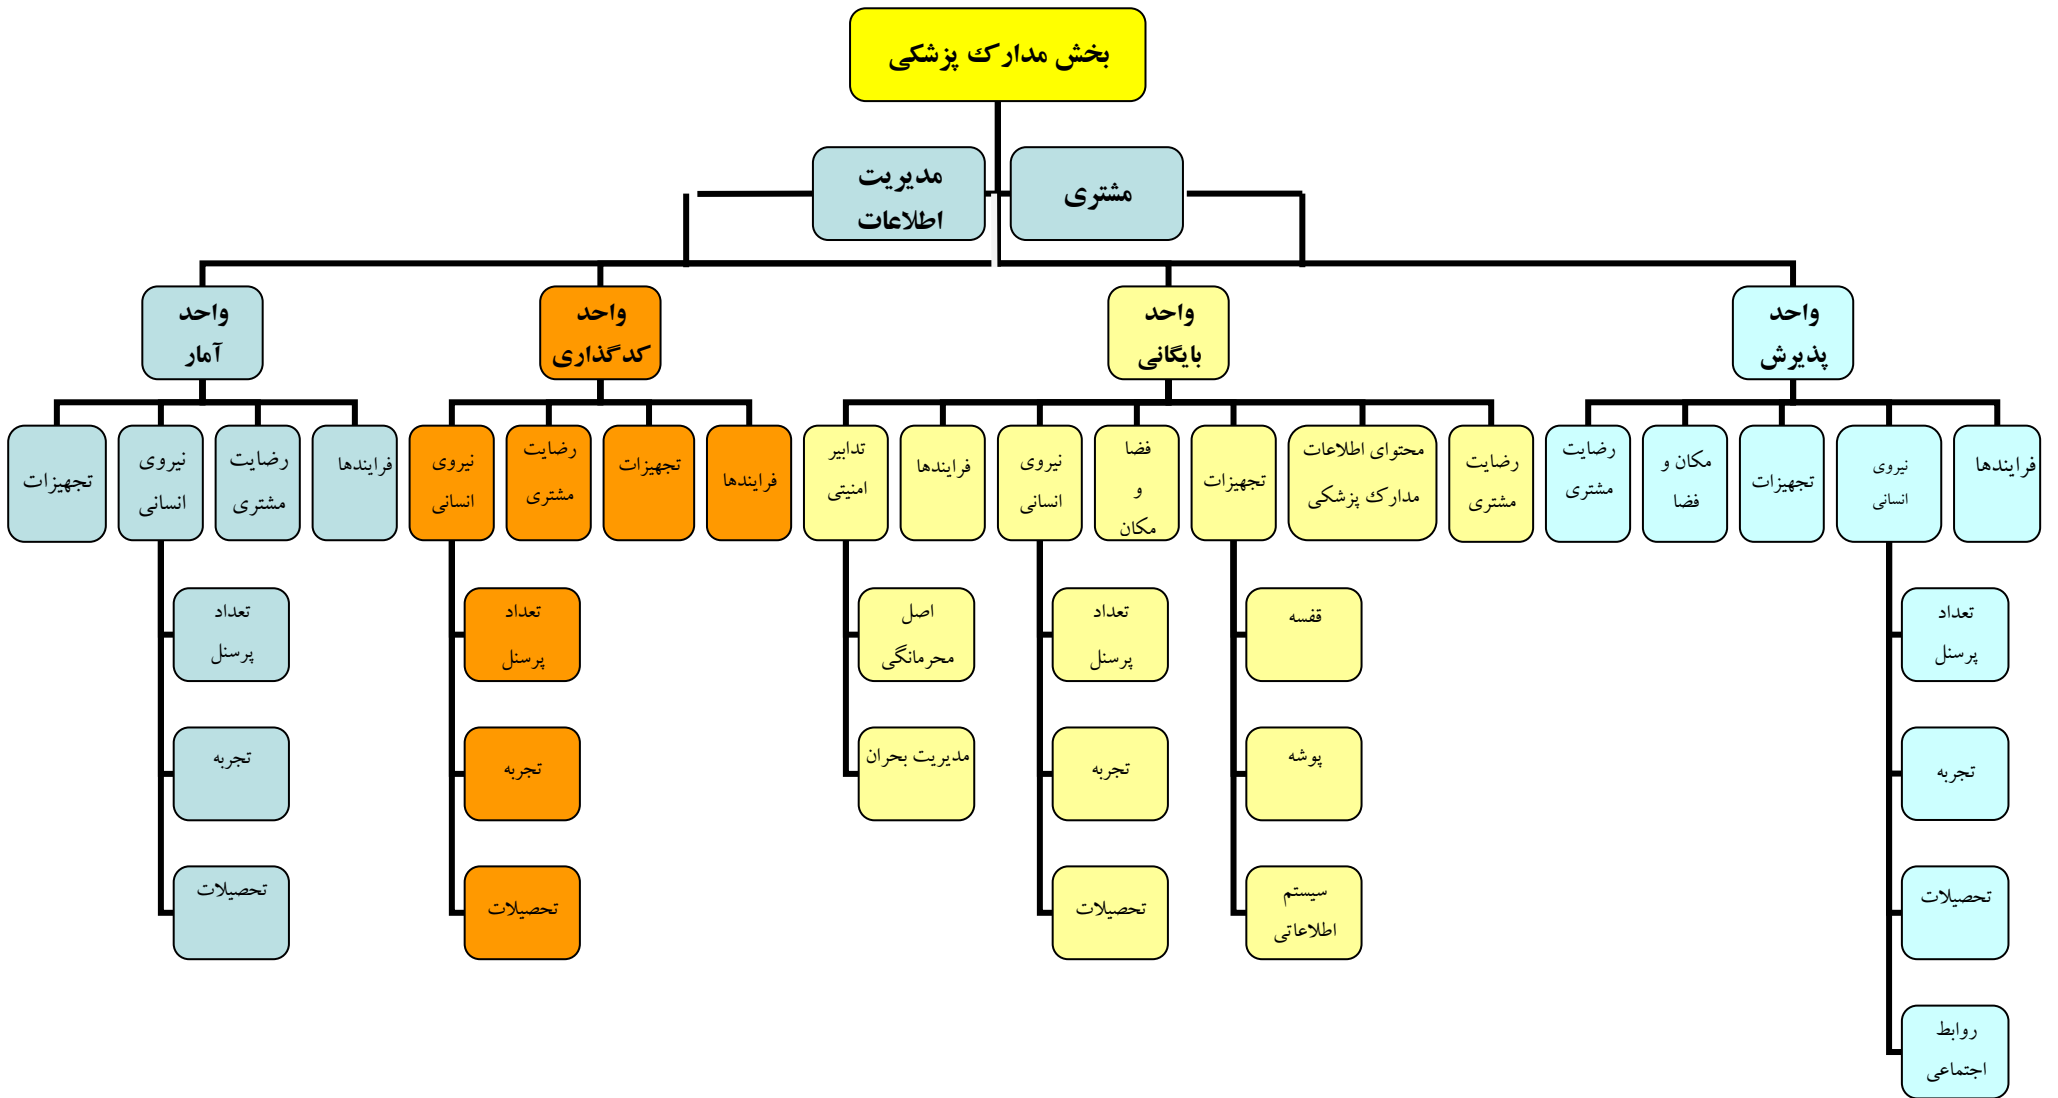 بخش مدارک پزشکی
مشتری
مدیریت
اطلاعات
واحد
پذیرش
واحد
بایگانی
واحد
کدگذاری
واحد
آمار
فرایندها
نیروی
انسانی
تجهیزات
مکان و
فضا
رضایت
مشتری
رضایت
مشتری
محتوای اطلاعات
مدارک پزشکی
تجهیزات
فضا
و
مکان
نیروی
انسانی
فرایندها
تدابیر
امنیتی
فرایندها
تجهیزات
رضایت
مشتری
نیروی
انسانی
فرایندها
رضایت
مشتری
نیروی
انسانی
تجهیزات
تعداد
پرسنل
قفسه
تعداد
پرسنل
اصل
محرمانگی
تعداد
پرسنل
تعداد
پرسنل
تجربه
پوشه
تجربه
مدیریت بحران
تجربه
تجربه
تحصیلات
سیستم
اطلاعاتی
تحصیلات
تحصیلات
تحصیلات
روابط
اجتماعی